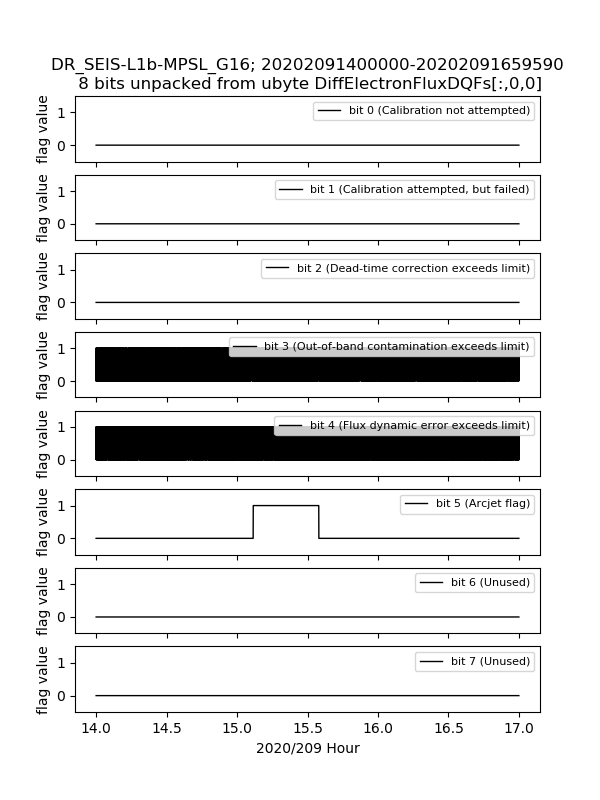 DR_SEIS-L1b-MPSL_G16; 20202091400000-20202091659590
8 bits unpacked from ubyte DiffElectronFluxDQFs[:,0,0]
flag value
1
0
bit 0 (Calibration not attempted)
flag value
1
0
bit 1 (Calibration attempted, but failed)
flag value
1
0
bit 2 (Dead-time correction exceeds limit)
flag value
1
0
bit 3 (Out-of-band contamination exceeds limit)
flag value
1
0
bit 4 (Flux dynamic error exceeds limit)
flag value
1
0
bit 5 (Arcjet flag)
flag value
1
0
bit 6 (Unused)
flag value
1
0
bit 7 (Unused)
14.0 14.5 15.0 15.5 16.0 16.5 17.0
2020/209 Hour